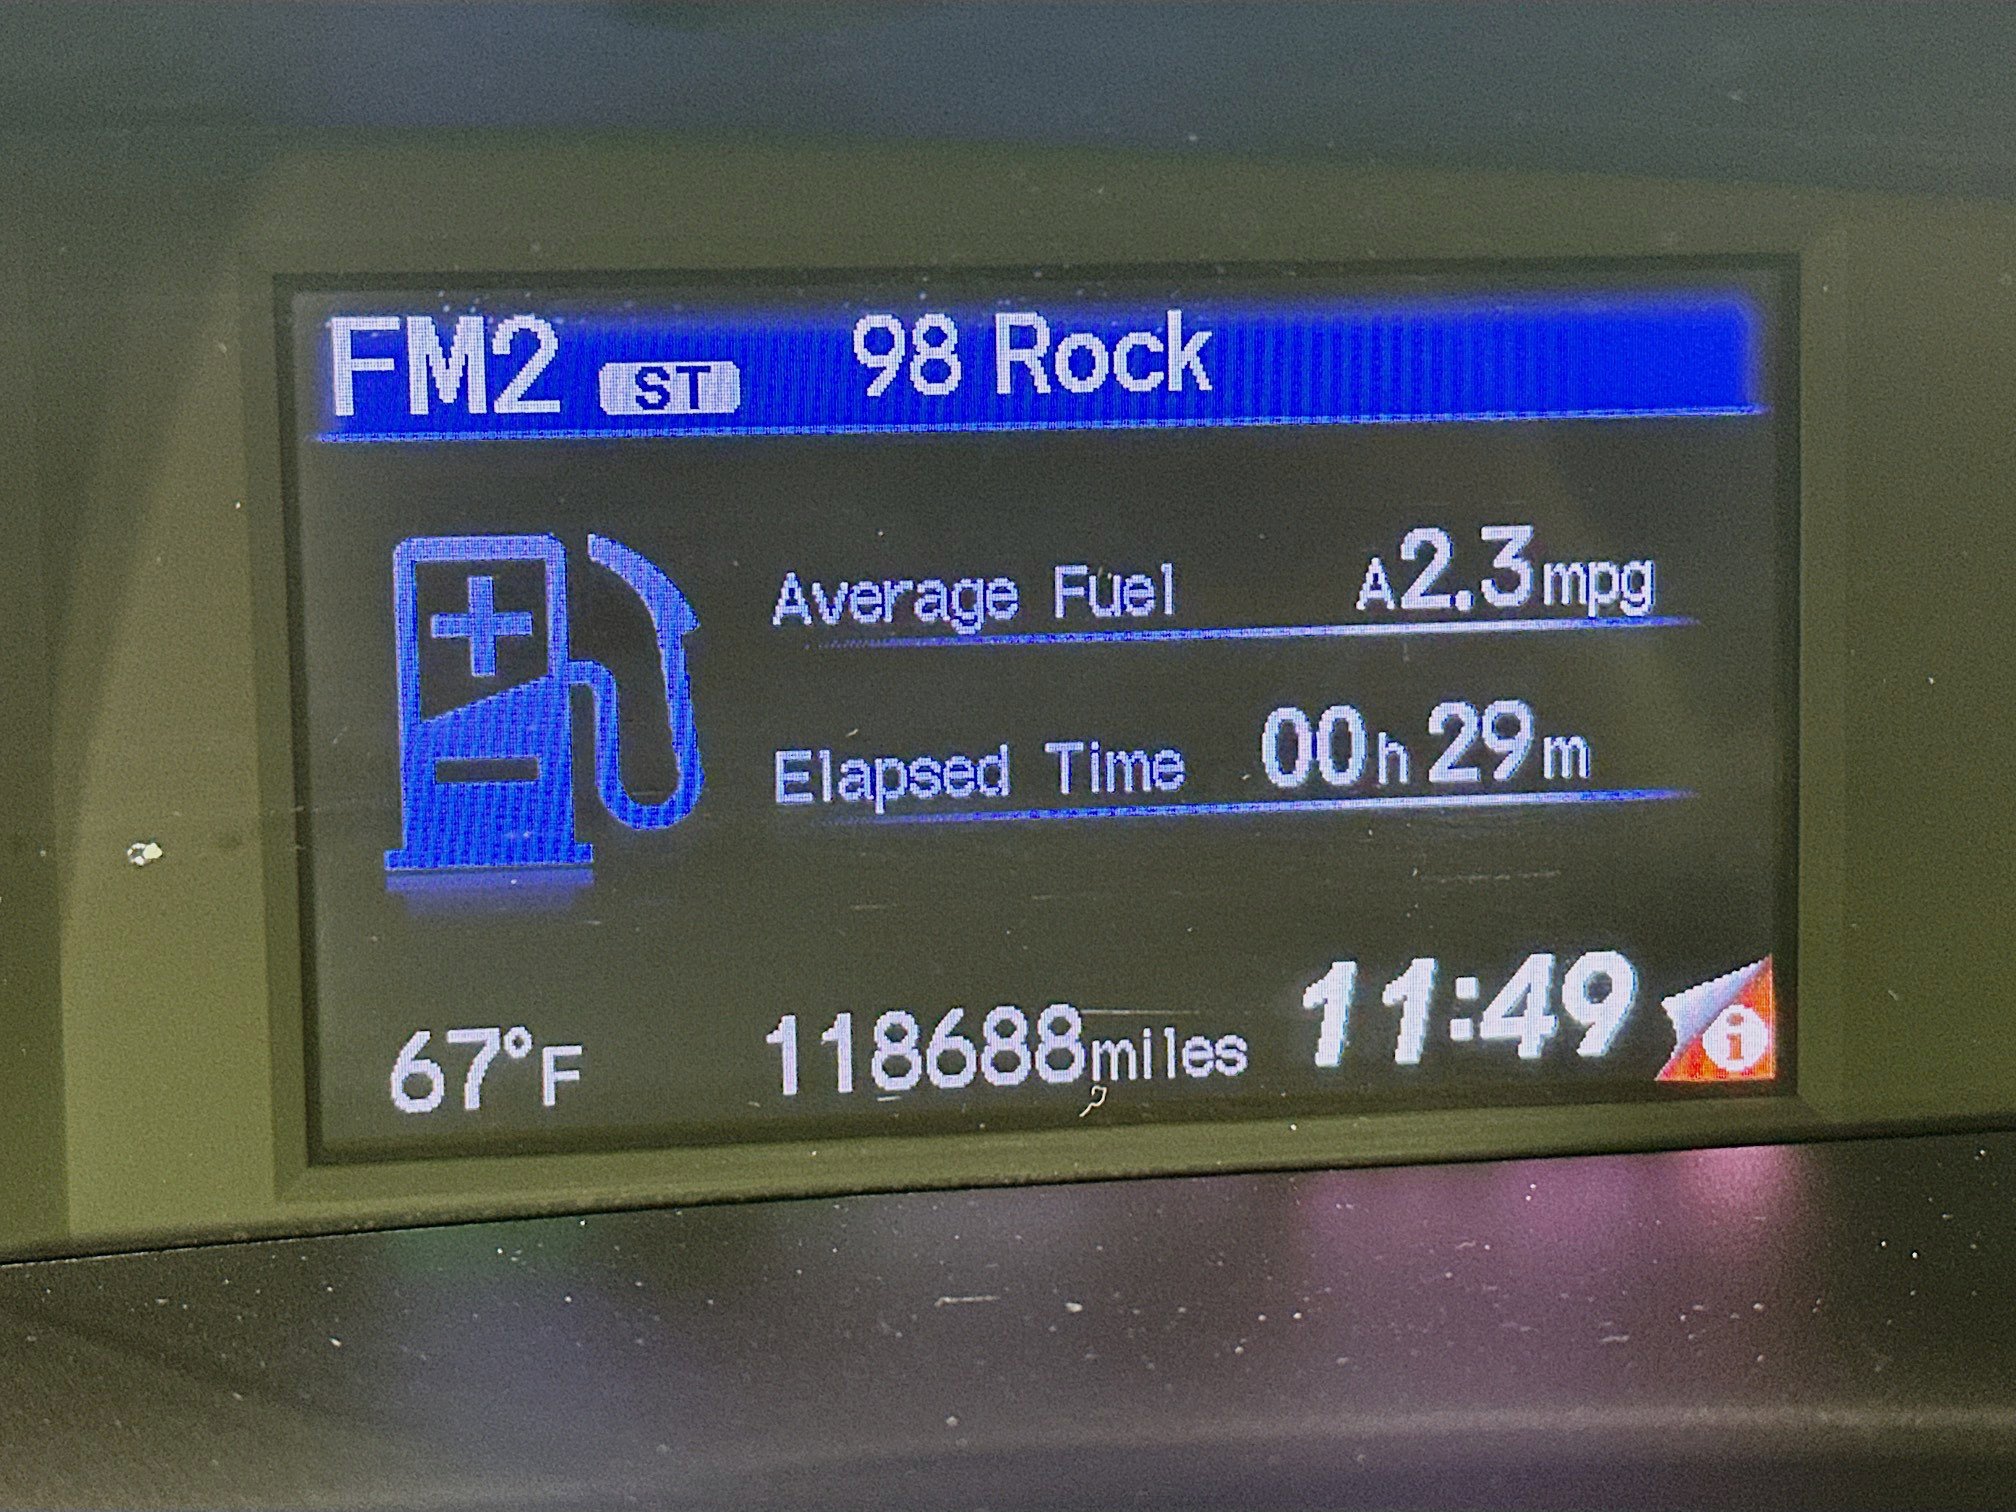 FM2 ST 98 Rock
Average Fuel A2.3mpg
Elapsed Time 00h29m
67°F 118688miles 11:49 i